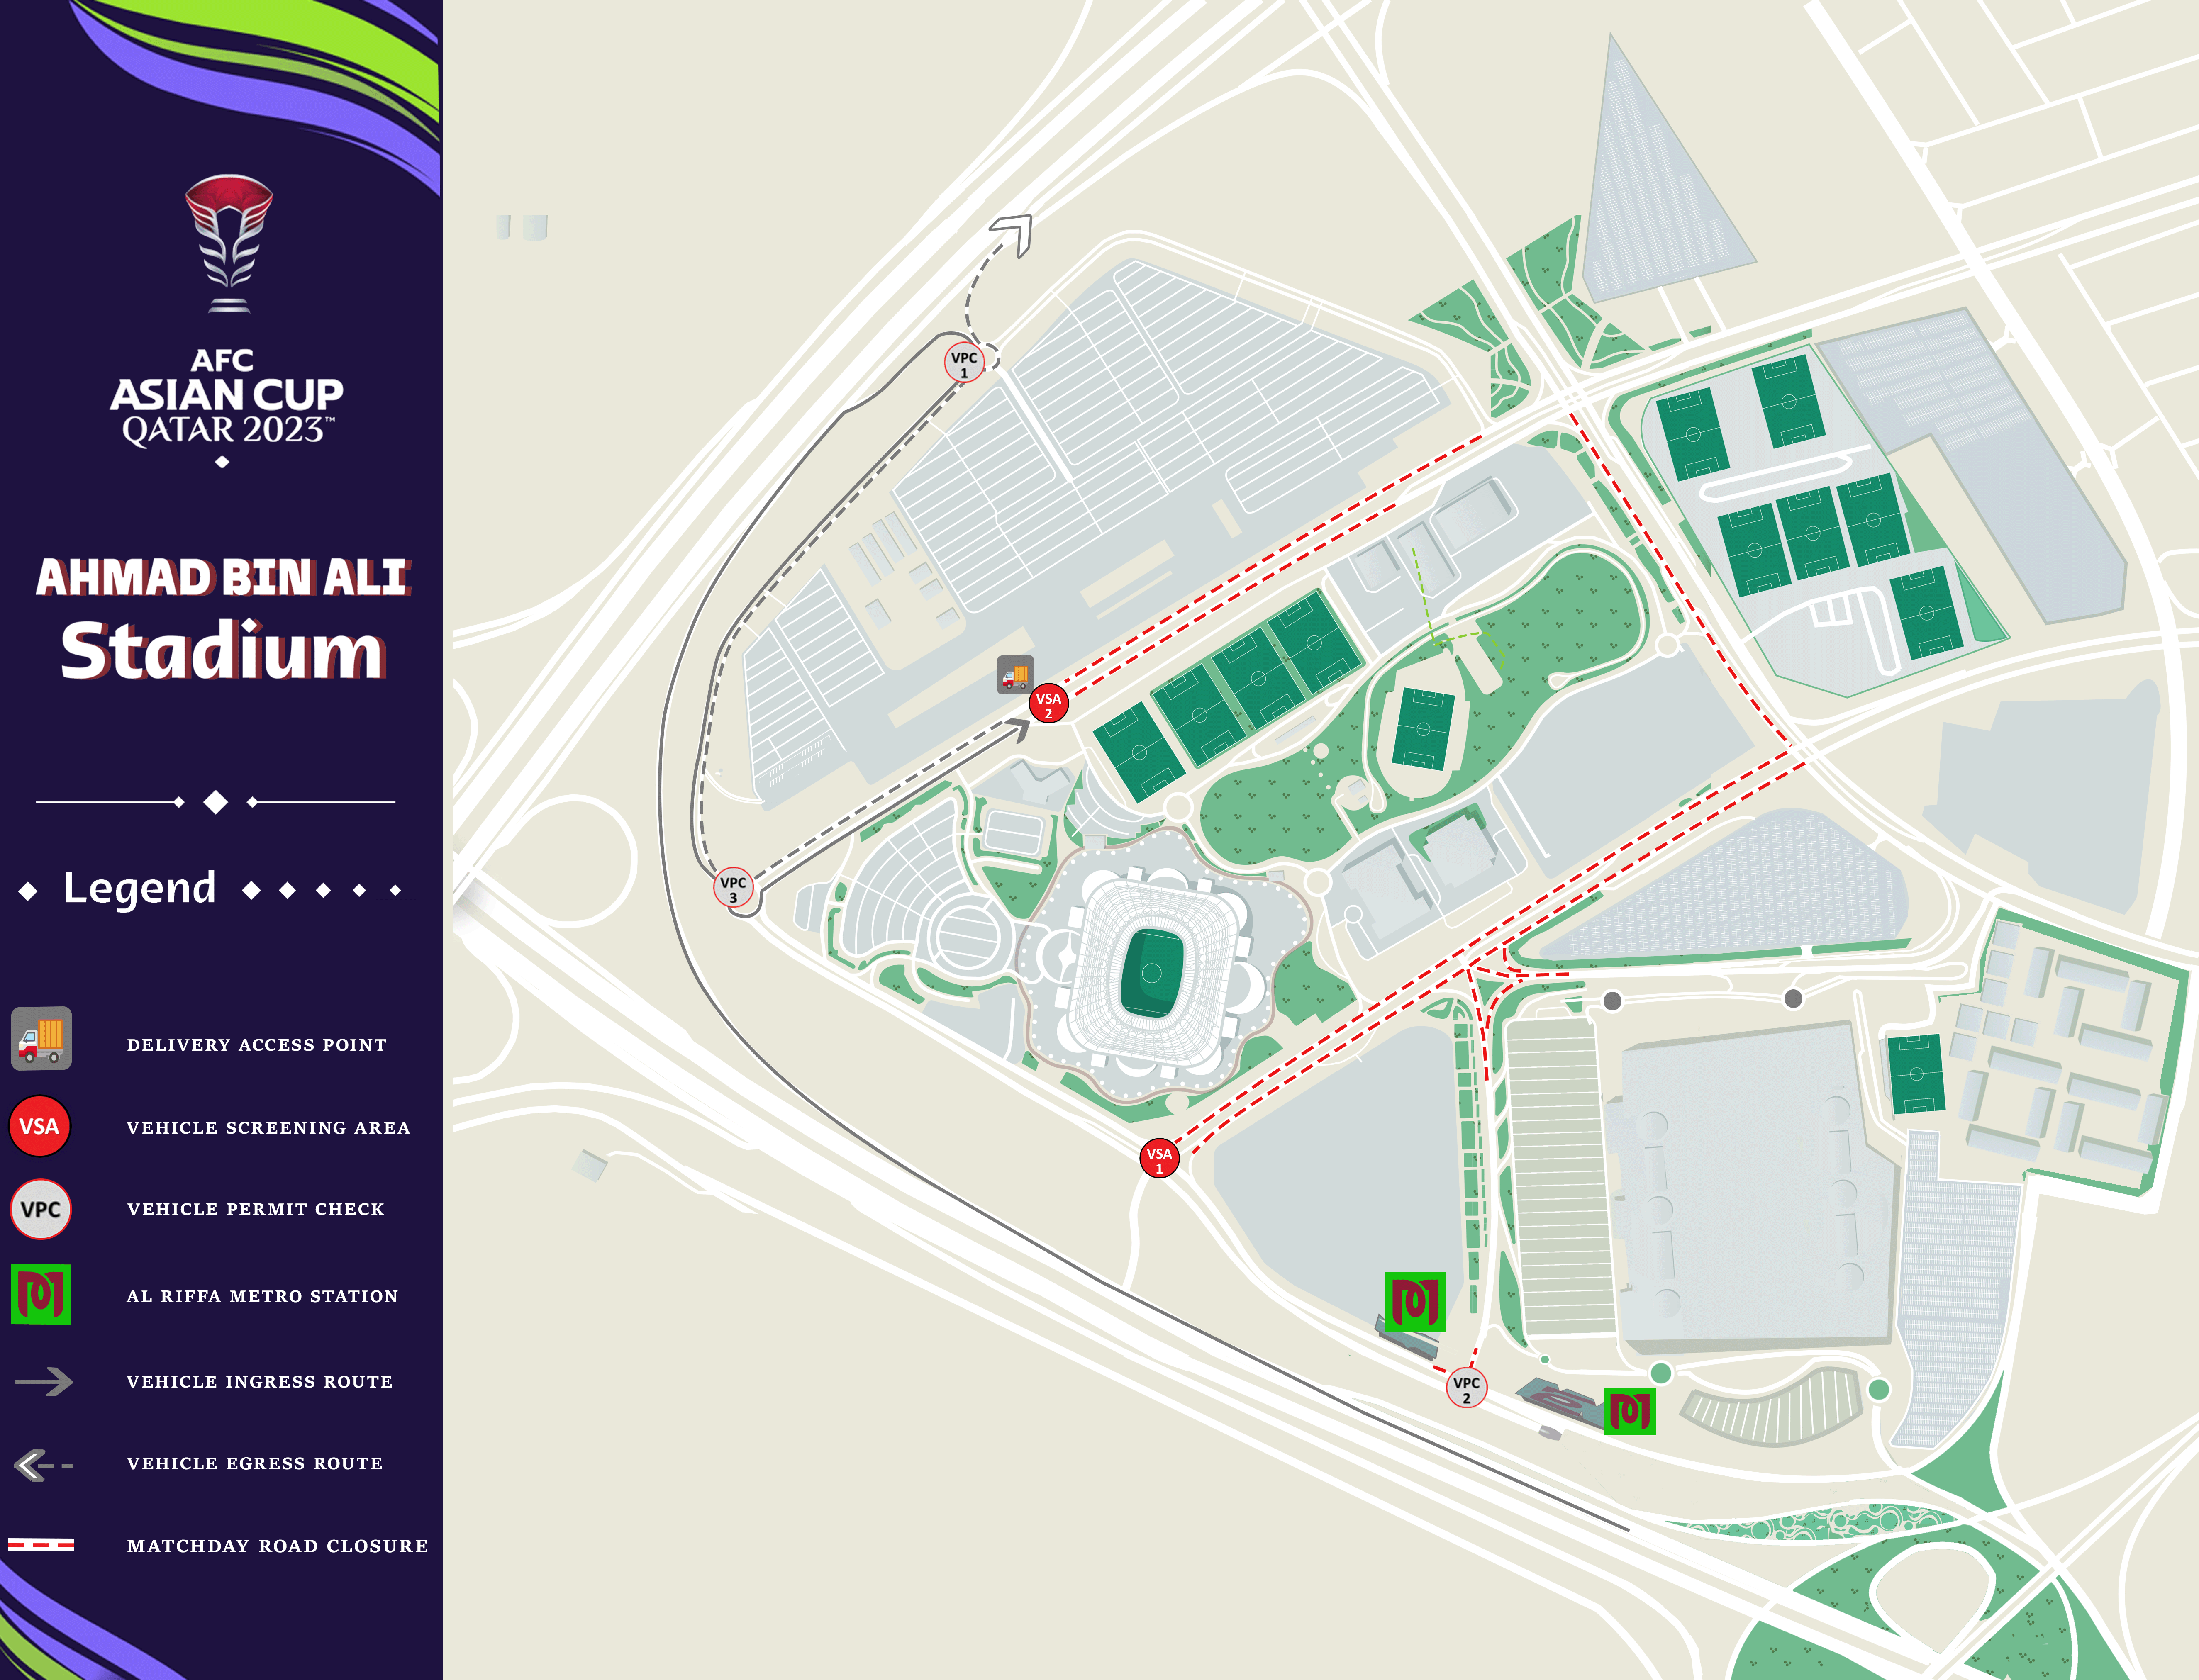 AFC
ASIAN CUP
QATAR 2023™
AHMAD BIN ALI
Stadium
Legend
DELIVERY ACCESS POINT
VSA
VEHICLE SCREENING AREA
VPC
VEHICLE PERMIT CHECK
AL RIFFA METRO STATION
VEHICLE INGRESS ROUTE
VEHICLE EGRESS ROUTE
MATCHDAY ROAD CLOSURE
VPC
1
VSA
2
VPC
3
VSA
1
VPC
2